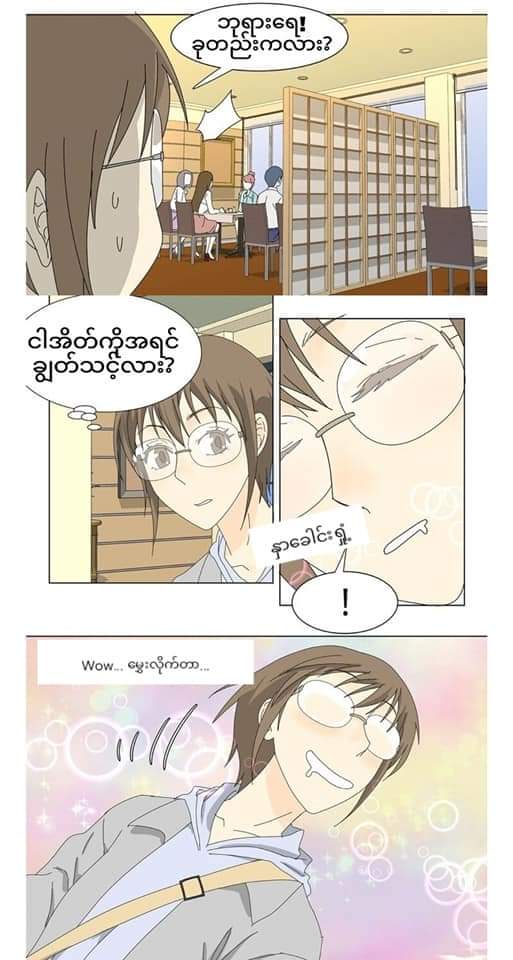 ဘုရားရေ!
ခုတည်းကလား?
ငါအိတ်ကိုအရင်
ချွတ်သင့်လား?
နှာခေါင်းရှုံ့
!
Wow... မွှေးလိုက်တာ...